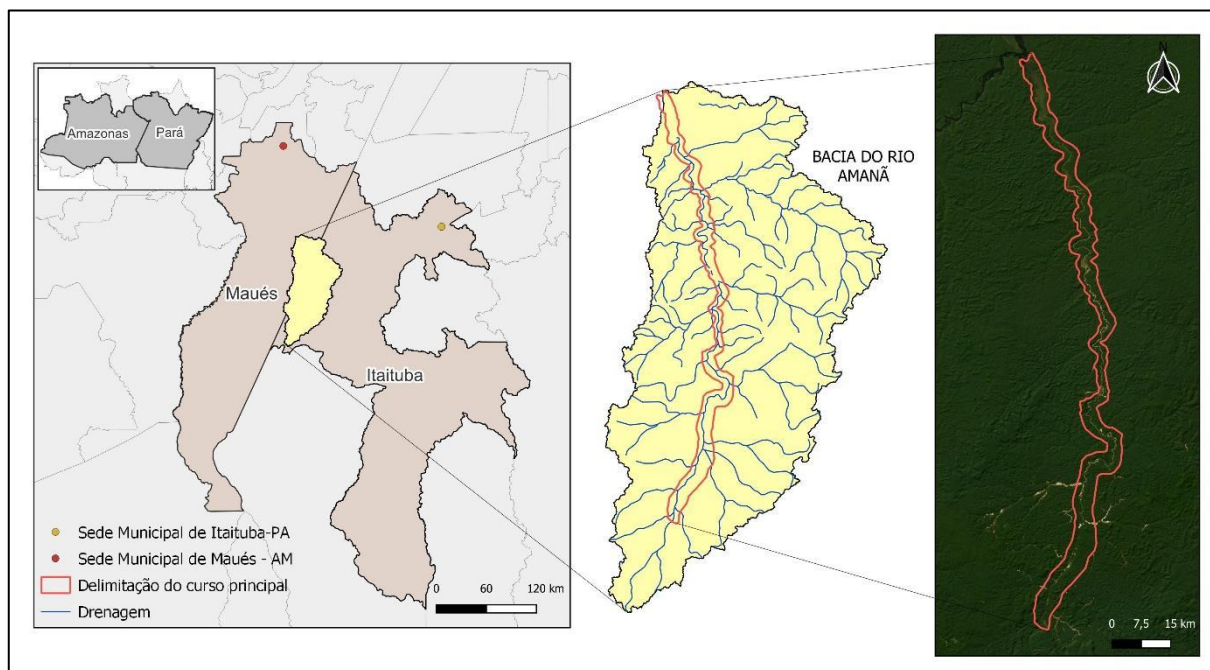 Amazonas
Pará
Maués
Itaituba
Sede Municipal de Itaituba-PA
Sede Municipal de Maués - AM
Delimitação do curso principal
Drenagem
0 60 120 km
BACIA DO RIO
AMANÃ
N
0 7,5 15 km